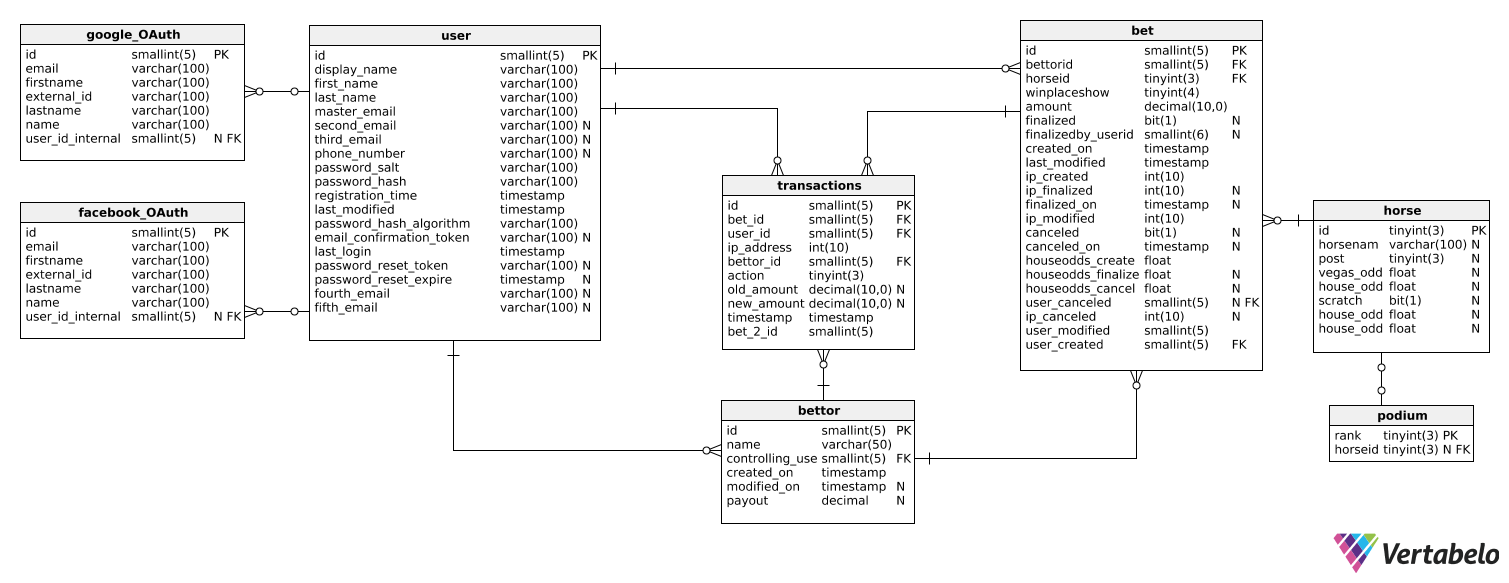 google_OAuth
id smallint(5) PK
email varchar(100)
firstname varchar(100)
external_id varchar(100)
lastname varchar(100)
name varchar(100)
user_id_internal smallint(5) N FK
facebook_OAuth
id smallint(5) PK
email varchar(100)
firstname varchar(100)
external_id varchar(100)
lastname varchar(100)
name varchar(100)
user_id_internal smallint(5) N FK
user
id smallint(5) PK
display_name varchar(100)
first_name varchar(100)
last_name varchar(100)
master_email varchar(100)
second_email varchar(100) N
third_email varchar(100) N
phone_number varchar(100) N
password_salt varchar(100)
password_hash varchar(100)
registration_time timestamp
last_modified timestamp
password_hash_algorithm varchar(100)
email_confirmation_token varchar(100) N
last_login timestamp
password_reset_token varchar(100) N
password_reset_expire timestamp N
fourth_email varchar(100) N
fifth_email varchar(100) N
transactions
id smallint(5) PK
bet_id smallint(5) FK
user_id smallint(5) FK
ip_address int(10)
bettor_id smallint(5) FK
action tinyint(3)
old_amount decimal(10,0) N
new_amount decimal(10,0) N
timestamp timestamp
bet_2_id smallint(5)
bettor
id smallint(5) PK
name varchar(50)
controlling_use smallint(5) FK
created_on timestamp
modified_on timestamp N
payout decimal N
bet
id smallint(5) PK
bettorid smallint(5) FK
horseid tinyint(3) FK
winplaceshow tinyint(4)
amount decimal(10,0)
finalized bit(1) N
finalizedby_userid smallint(6) N
created_on timestamp
last_modified timestamp
ip_created int(10)
ip_finalized int(10) N
finalized_on timestamp N
ip_modified int(10)
canceled bit(1) N
canceled_on timestamp N
houseodds_create float
houseodds_finalize float N
houseodds_cancel float N
user_canceled smallint(5) N FK
ip_canceled int(10) N
user_modified smallint(5)
user_created smallint(5) FK
horse
id tinyint(3) PK
horsenam varchar(100) N
post tinyint(3) N
vegas_odd float N
house_odd float N
scratch bit(1) N
house_odd float N
house_odd float N
podium
rank tinyint(3) PK
horseid tinyint(3) N FK
Vertabelo